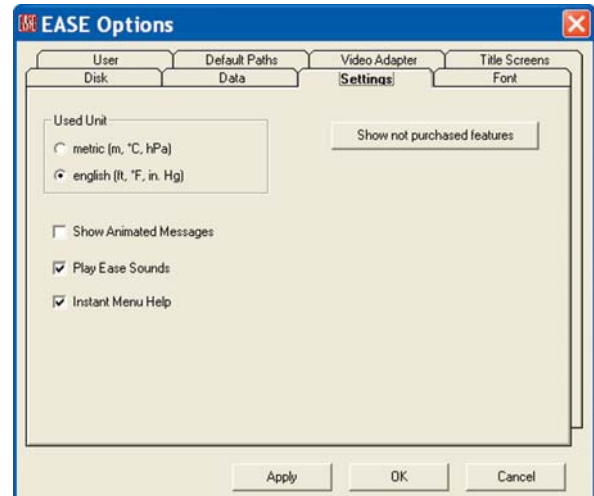 EASE Options
User Default Paths Video Adapter Title Screens
Disk Data Settings Font
Used Unit
metric (m, °C, hPa)
english (ft, °F, in. Hg)
Show not purchased features
Show Animated Messages
Play Ease Sounds
Instant Menu Help
Apply OK Cancel